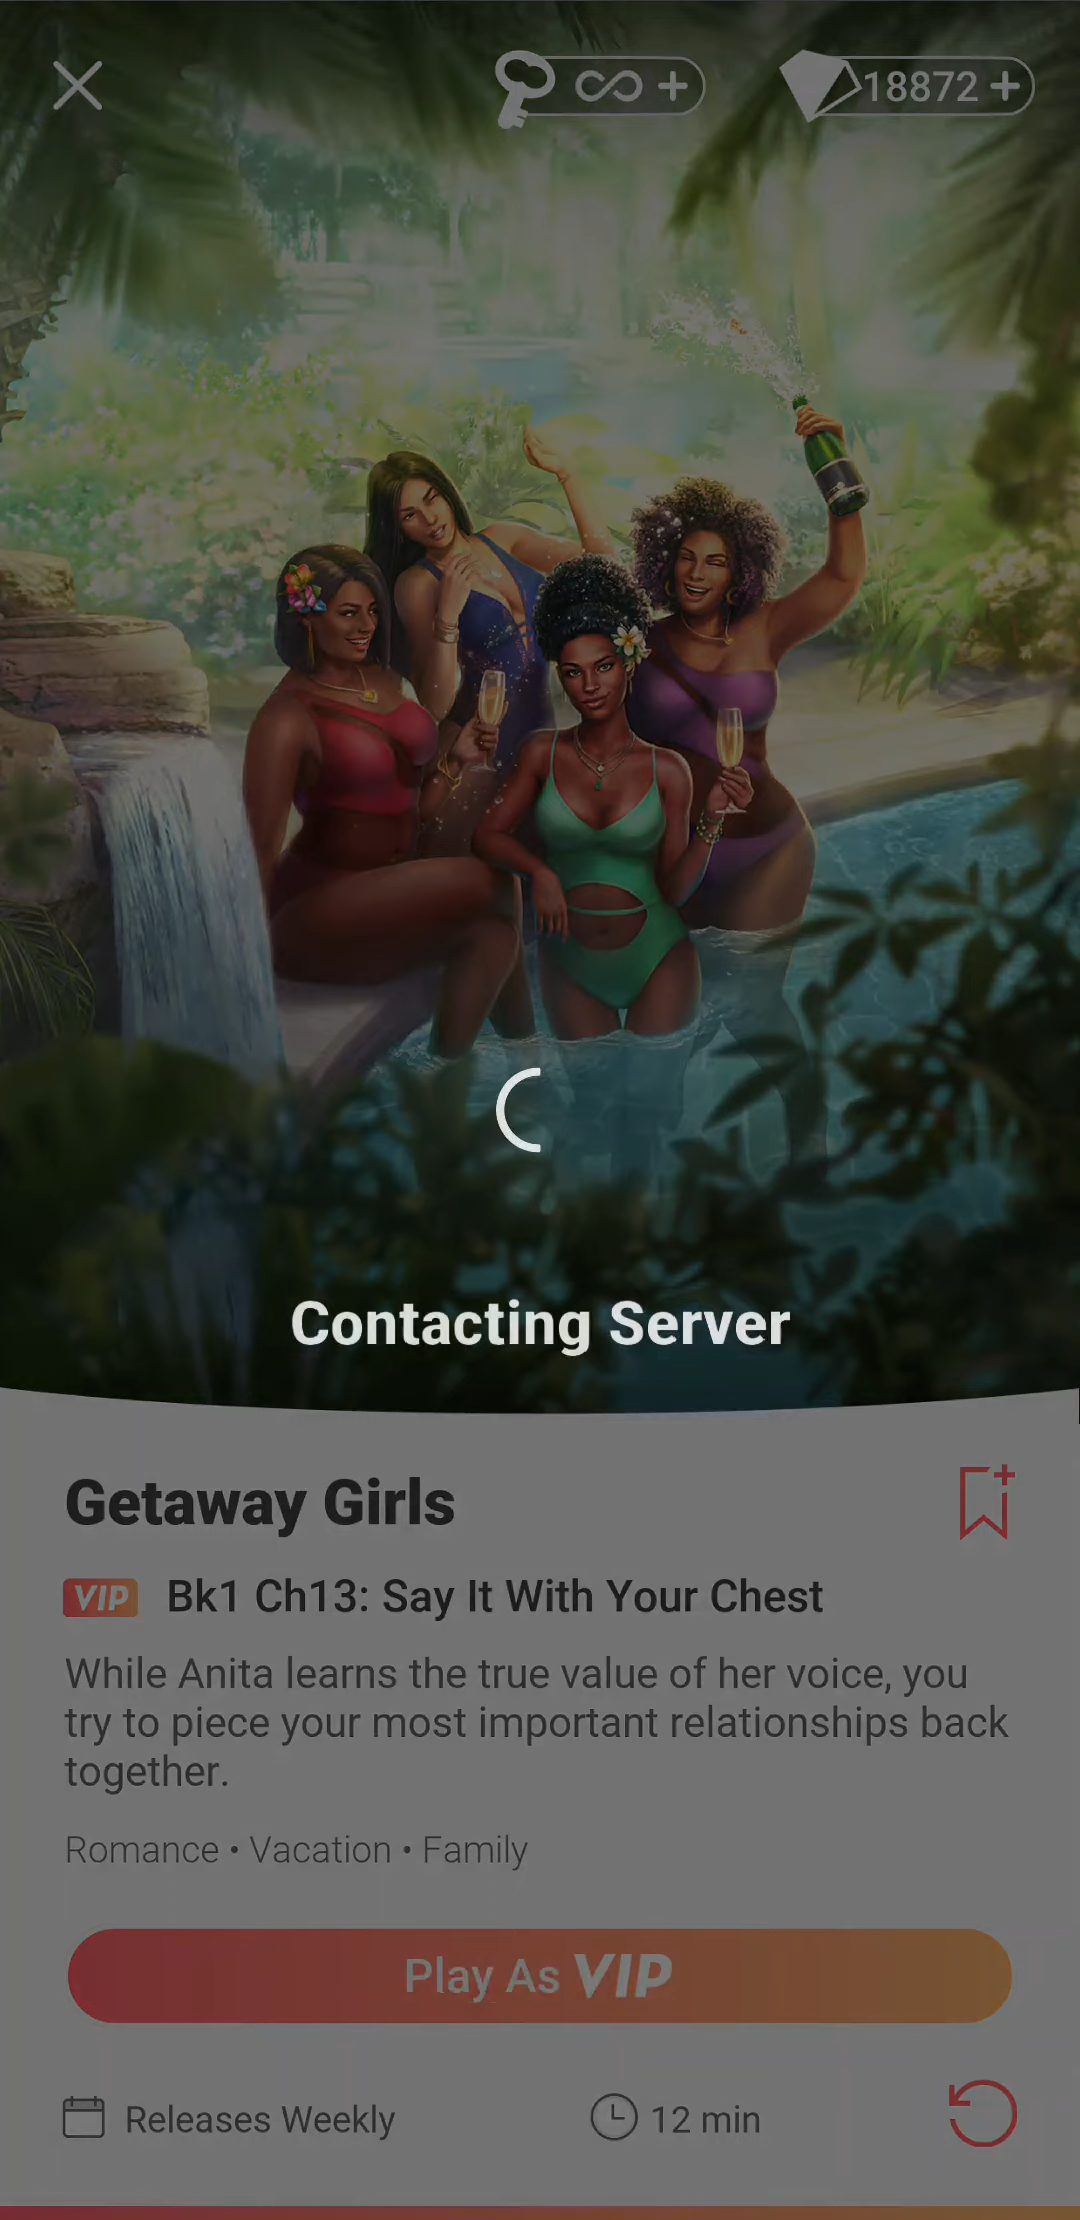 ∞ + 18872 +
Contacting Server
Getaway Girls
VIP Bk1 Ch13: Say It With Your Chest
While Anita learns the true value of her voice, you
try to piece your most important relationships back
together.
Romance • Vacation • Family
Play As VIP
Releases Weekly 12 min